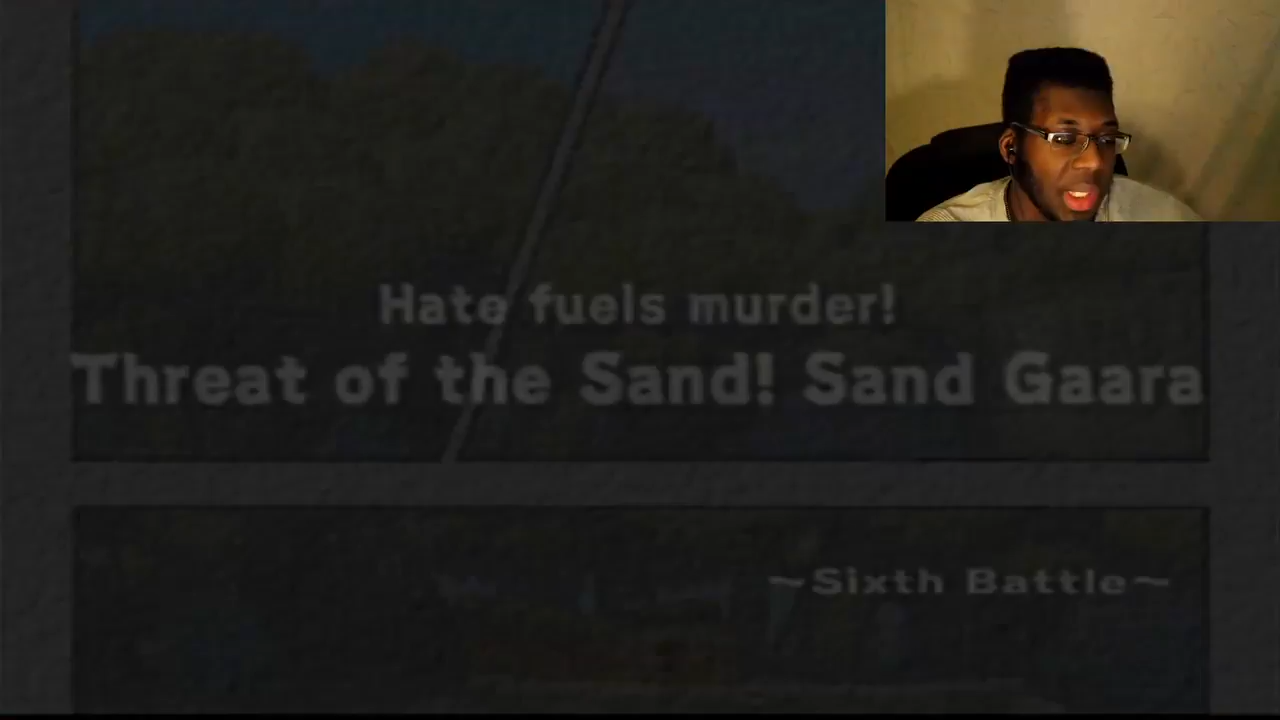 Hate fuels murder!
Threat of the Sand! Sand Gaara
~Sixth Battle~